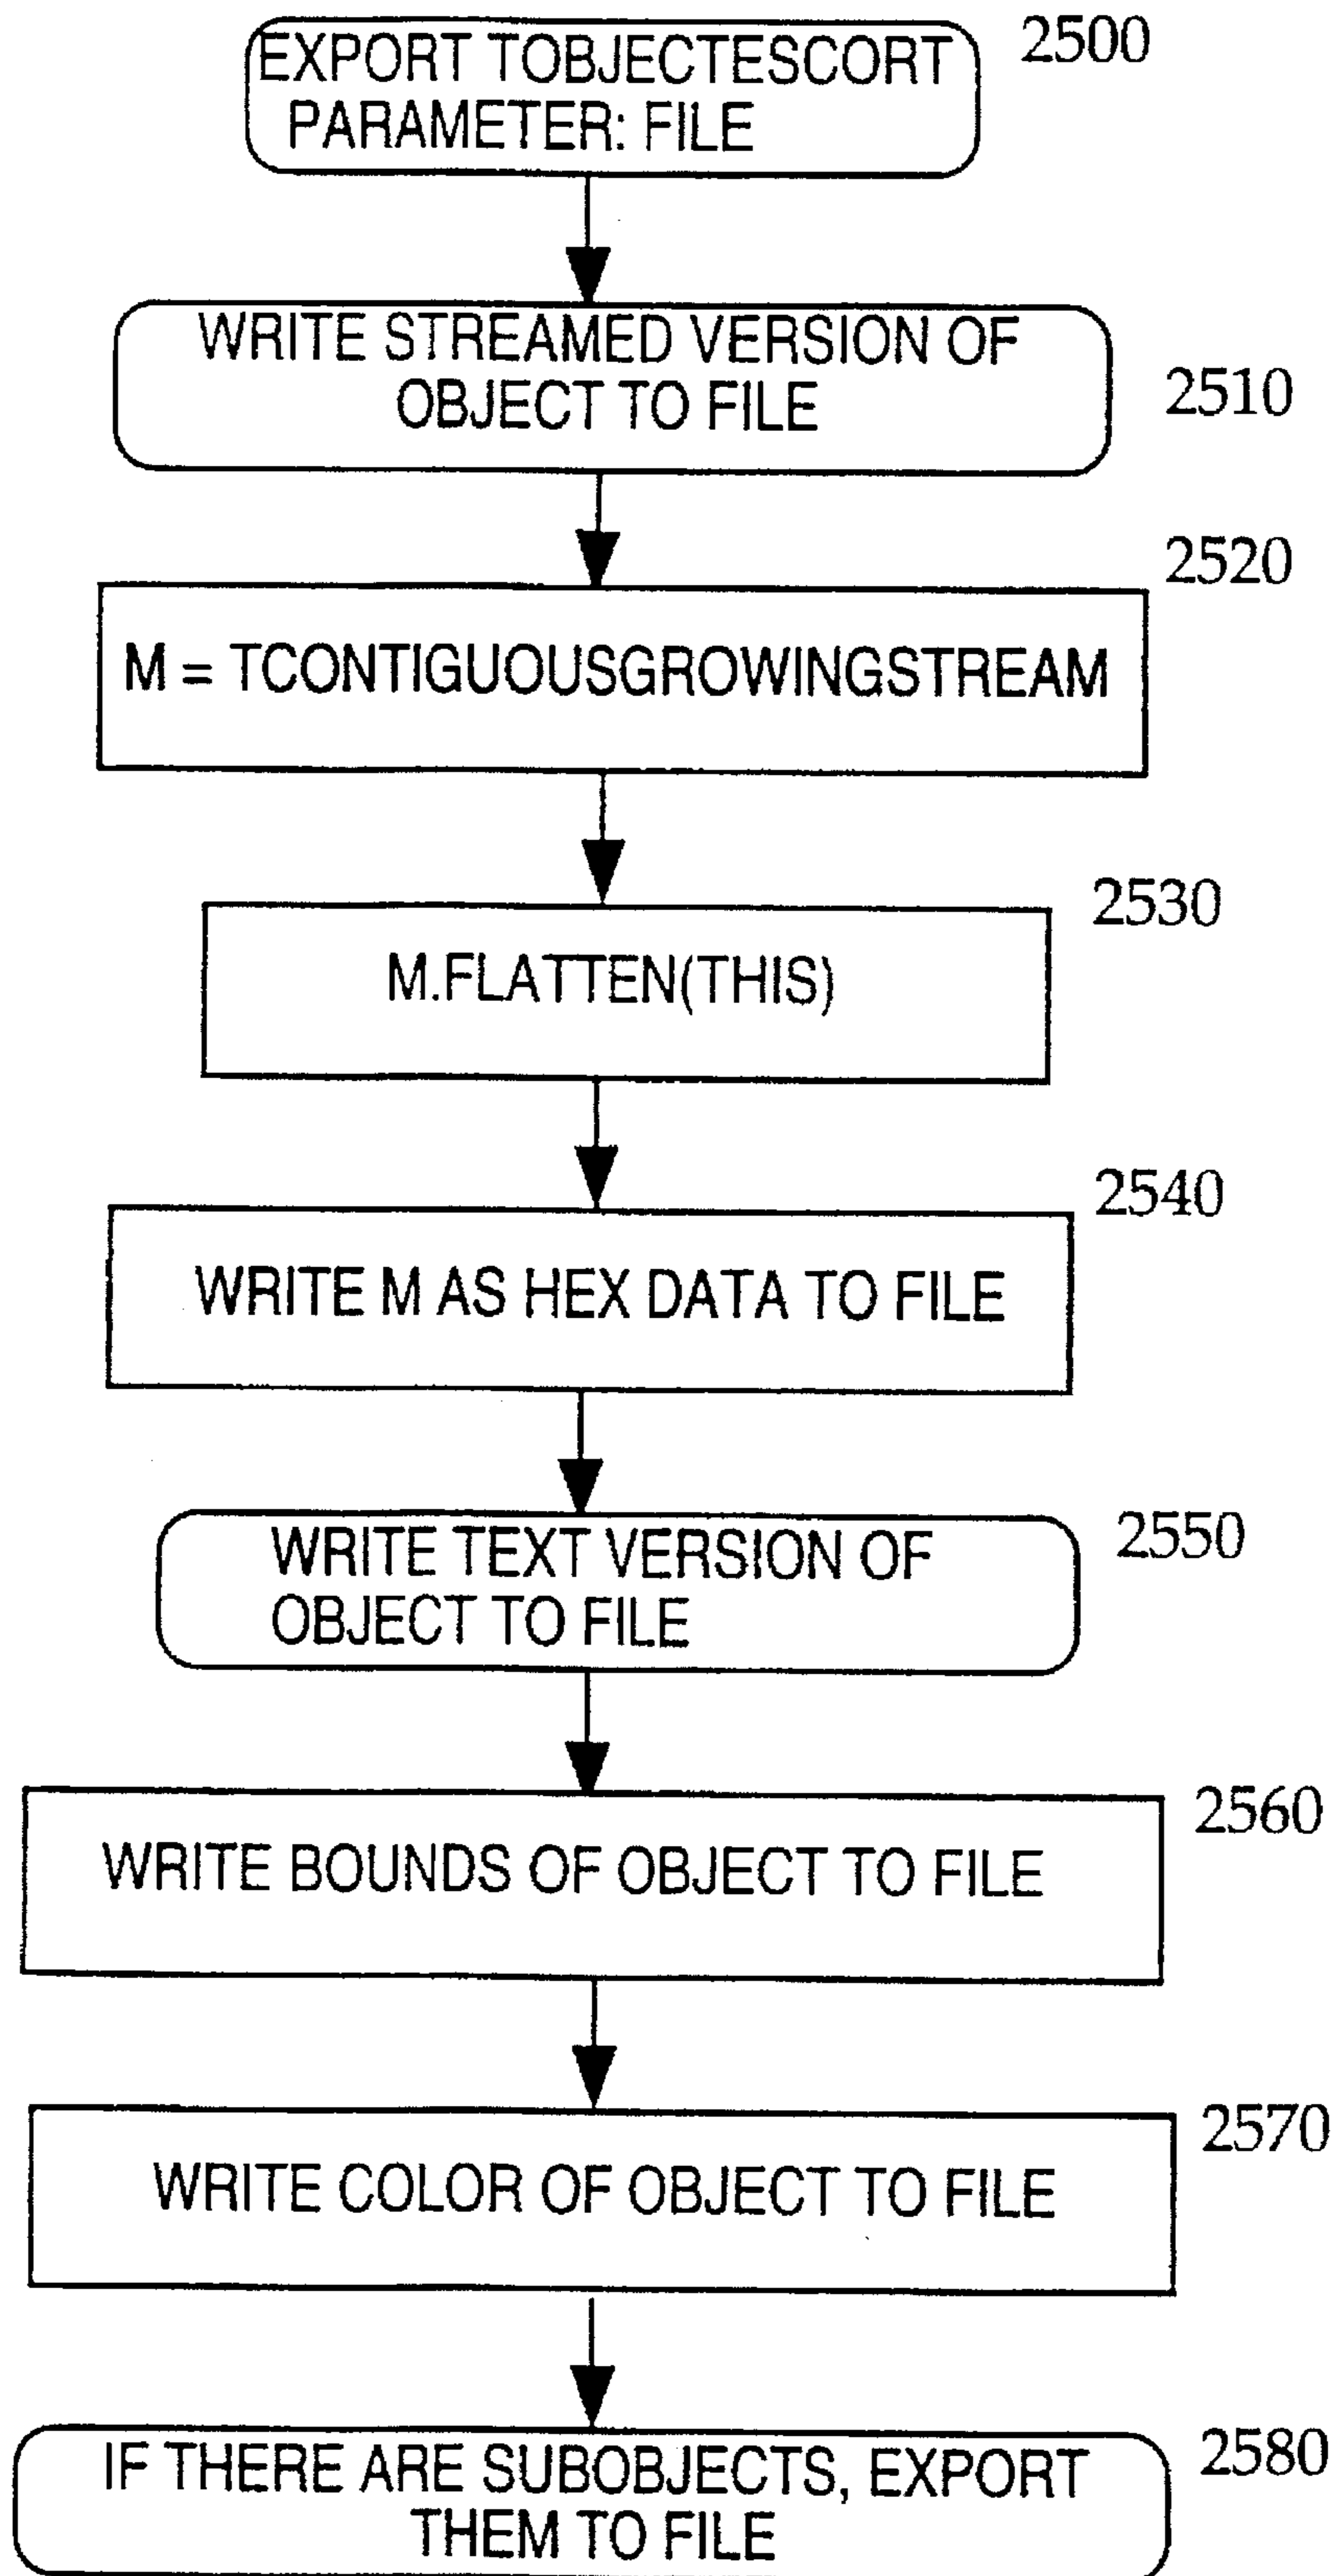 EXPORT TOBJECTESCORT
PARAMETER: FILE
2500
WRITE STREAMED VERSION OF
OBJECT TO FILE
2510
2520
M = TCONTIGUOUSGROWINGSTREAM
2530
M.FLATTEN(THIS)
2540
WRITE M AS HEX DATA TO FILE
2550
WRITE TEXT VERSION OF
OBJECT TO FILE
2560
WRITE BOUNDS OF OBJECT TO FILE
2570
WRITE COLOR OF OBJECT TO FILE
2580
IF THERE ARE SUBOBJECTS, EXPORT
THEM TO FILE